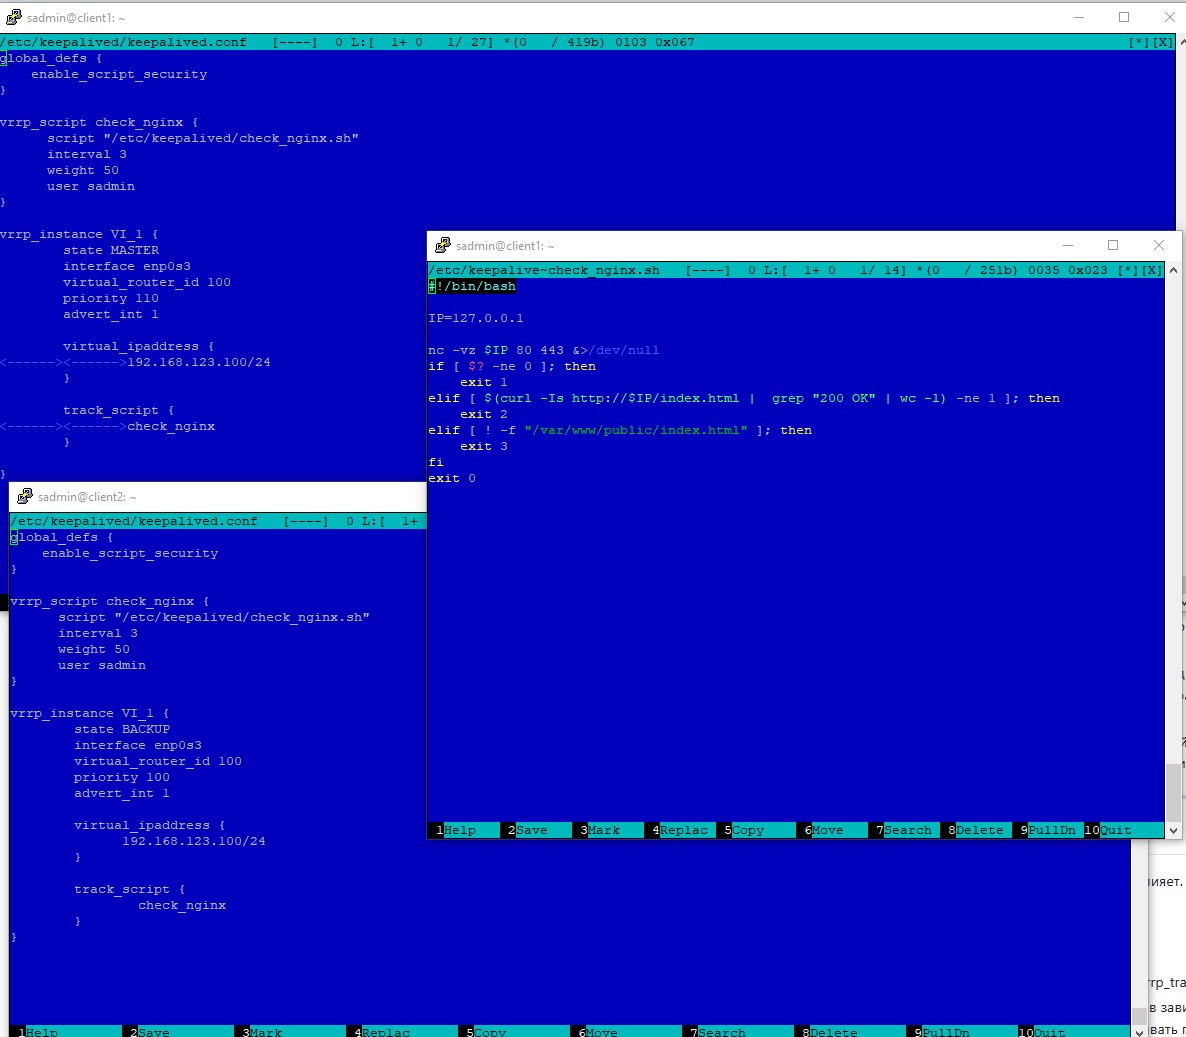 sadmin@client1: ~
/etc/keepalived/keepalived.conf [----] 0 L:[ 1+ 0 1/ 27] *(0 / 419b) 0103 0x067 [*][X]
global_defs {
enable_script_security
}
vrrp_script check_nginx {
script "/etc/keepalived/check_nginx.sh"
interval 3
weight 50
user sadmin
}
vrrp_instance VI_1 {
state MASTER
interface enp0s3
virtual_router_id 100
priority 110
advert_int 1
virtual_ipaddress {
<------><------>192.168.123.100/24
}
track_script {
<------><------>check_nginx
}
}
sadmin@client1: ~
/etc/keepalive~check_nginx.sh [----] 0 L:[ 1+ 0 1/ 14] *(0 / 251b) 0035 0x023 [*][X]
#!/bin/bash
IP=127.0.0.1
nc -vz $IP 80 443 &>/dev/null
if [ $? -ne 0 ]; then
exit 1
elif [ $(curl -Is http://$IP/index.html | grep "200 OK" | wc -l) -ne 1 ]; then
exit 2
elif [ ! -f "/var/www/public/index.html" ]; then
exit 3
fi
exit 0
1Help 2Save 3Mark 4Replac 5Copy 6Move 7Search 8Delete 9PullDn 10Quit
sadmin@client2: ~
/etc/keepalived/keepalived.conf [----] 0 L:[ 1+
global_defs {
enable_script_security
}
vrrp_script check_nginx {
script "/etc/keepalived/check_nginx.sh"
interval 3
weight 50
user sadmin
}
vrrp_instance VI_1 {
state BACKUP
interface enp0s3
virtual_router_id 100
priority 100
advert_int 1
virtual_ipaddress {
192.168.123.100/24
}
track_script {
check_nginx
}
}
1Help 2Save 3Mark 4Replac 5Copy 6Move 7Search 8Delete 9PullDn 10Quit